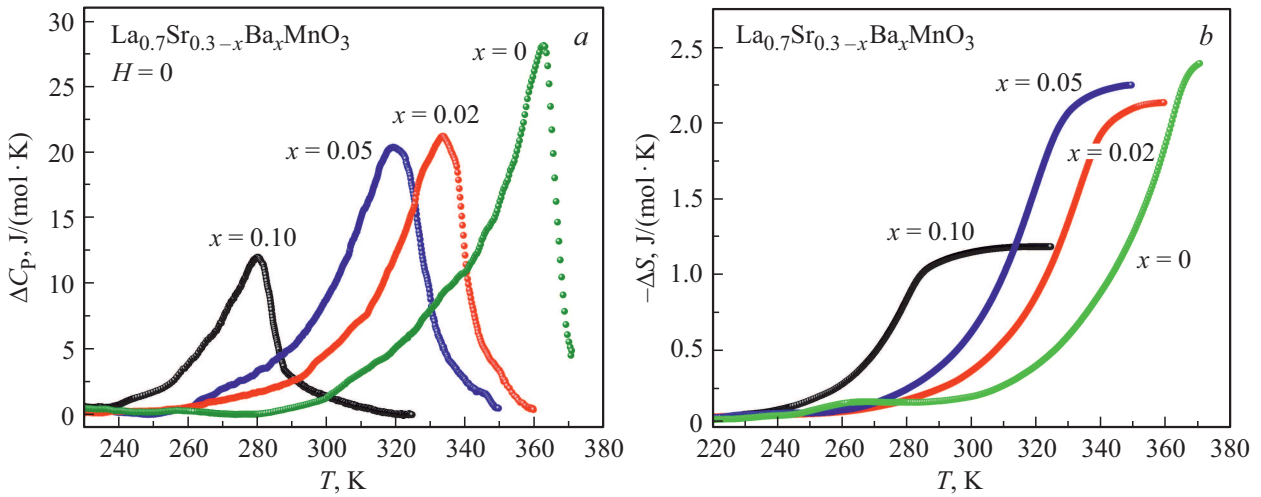 La0.7Sr0.3 – xBaxMnO3
H = 0
a
x = 0
x = 0.02
x = 0.05
x = 0.10
ΔCP, J/(mol · K)
30
25
20
15
10
5
0
240 260 280 300 320 340 360 380
T, K
La0.7Sr0.3 – xBaxMnO3
b
x = 0.05
x = 0.02
x = 0.10
x = 0
–ΔS, J/(mol · K)
2.5
2.0
1.5
1.0
0.5
0
220 240 260 280 300 320 340 360 380
T, K